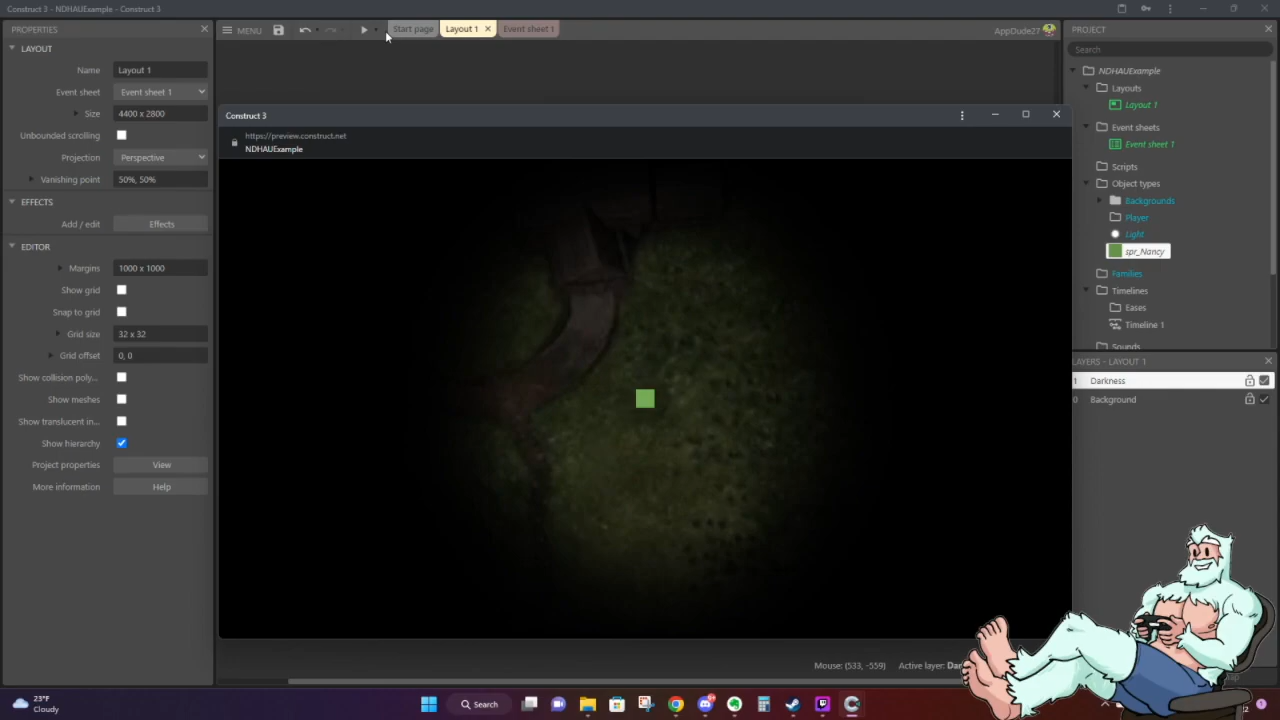 Construct 3 - NDHAUExample - Construct 3
PROPERTIES
MENU
Start page
Layout 1
Event sheet 1
AppDude27
PROJECT
LAYOUT
Name
Layout 1
Event sheet
Event sheet 1
Size
4400 x 2800
Unbounded scrolling
Projection
Perspective
Vanishing point
50%, 50%
EFFECTS
Add / edit
Effects
EDITOR
Margins
1000 x 1000
Show grid
Snap to grid
Grid size
32 x 32
Grid offset
0, 0
Show collision poly...
Show meshes
Show translucent in...
Show hierarchy
Project properties
View
More information
Help
Construct 3
https://preview.construct.net
NDHAUExample
Search
NDHAUExample
Layouts
Layout 1
Event sheets
Event sheet 1
Scripts
Object types
Backgrounds
Player
Light
spr_Nancy
Families
Timelines
Eases
Timeline 1
Sounds
LAYERS - LAYOUT 1
1 Darkness
0 Background
Mouse: (533, -559)
Active layer:
23°F
Cloudy
Search